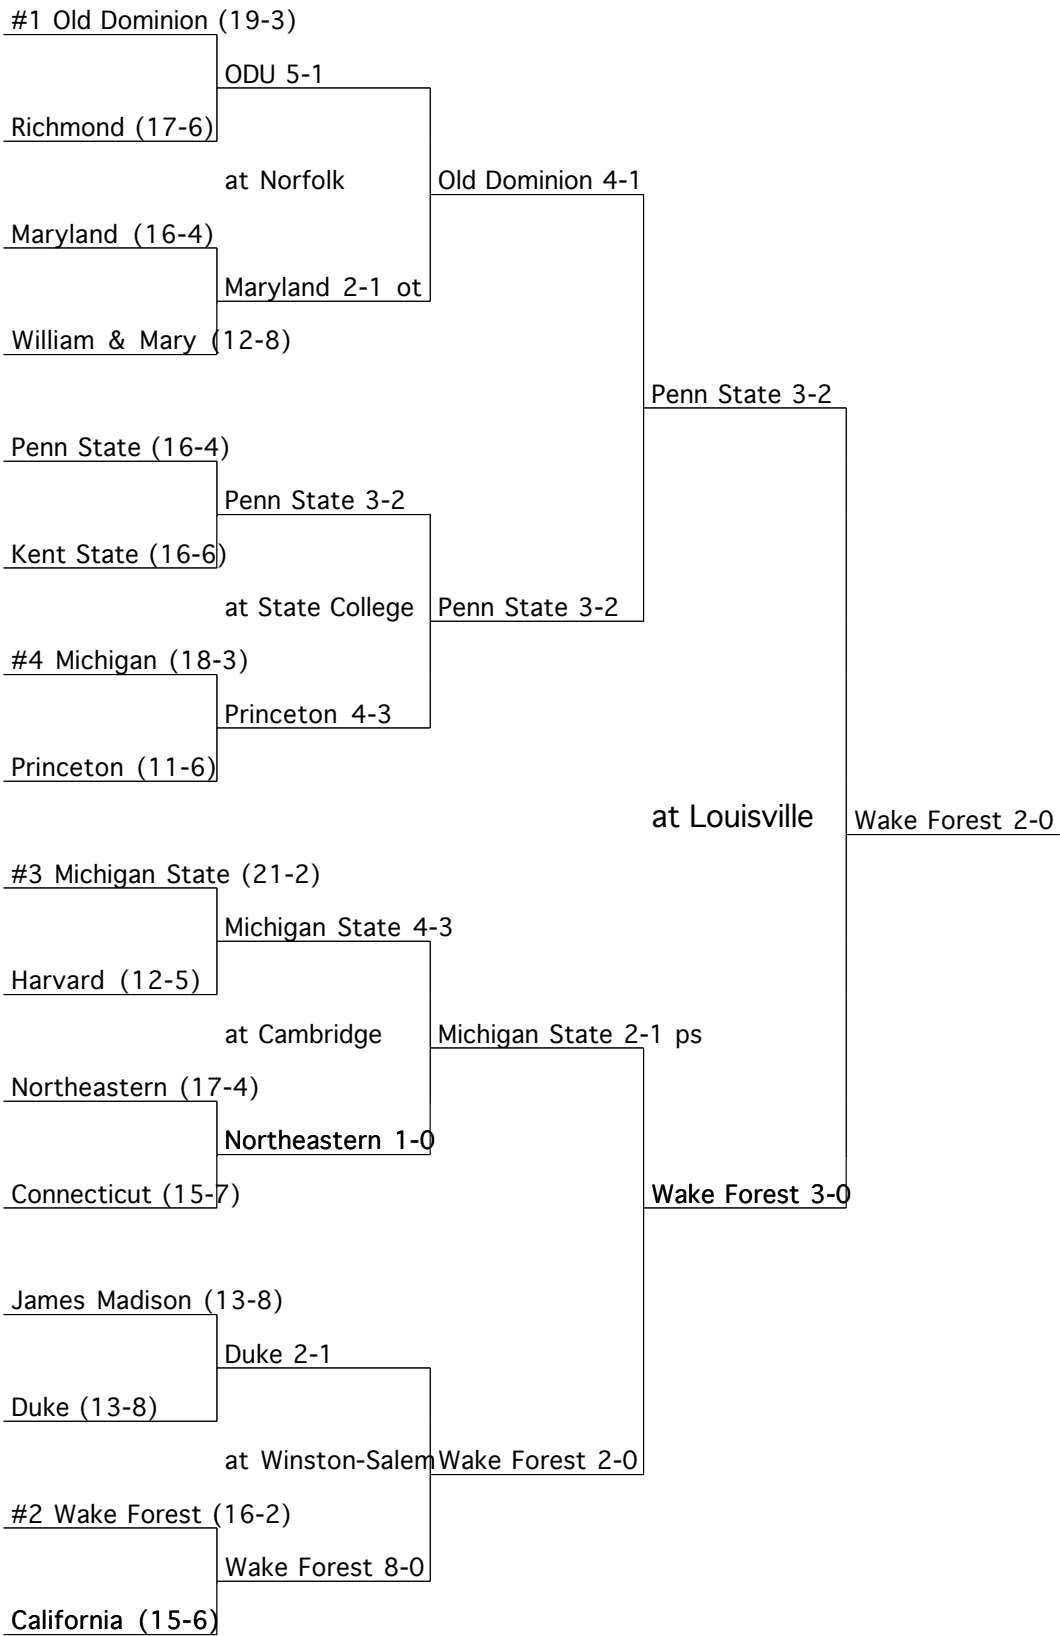 #1 Old Dominion (19-3)
ODU 5-1
Richmond (17-6)
at Norfolk
Old Dominion 4-1
Maryland (16-4)
Maryland 2-1 ot
William & Mary (12-8)
Penn State 3-2
Penn State (16-4)
Penn State 3-2
Kent State (16-6)
at State College
Penn State 3-2
#4 Michigan (18-3)
Princeton 4-3
Princeton (11-6)
at Louisville
Wake Forest 2-0
#3 Michigan State (21-2)
Michigan State 4-3
Harvard (12-5)
at Cambridge
Michigan State 2-1 ps
Northeastern (17-4)
Northeastern 1-0
Connecticut (15-7)
Wake Forest 3-0
James Madison (13-8)
Duke 2-1
Duke (13-8)
at Winston-Salem
Wake Forest 2-0
#2 Wake Forest (16-2)
Wake Forest 8-0
California (15-6)